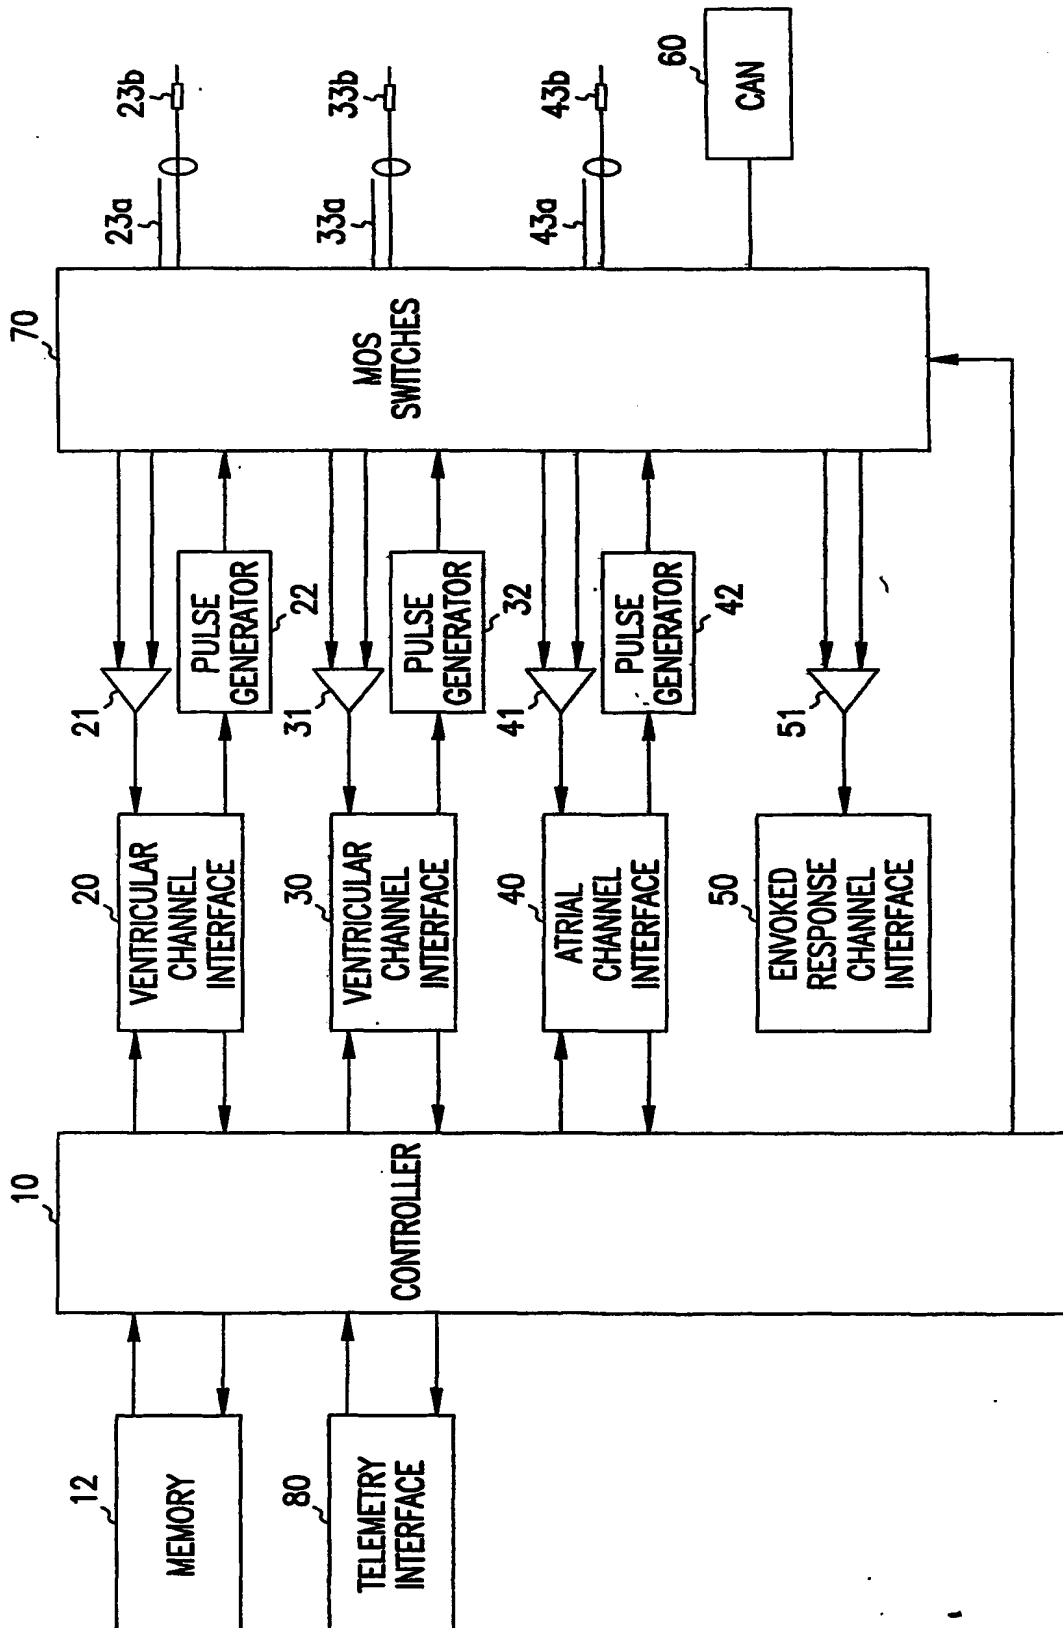 12
MEMORY
80
TELEMETRY
INTERFACE
10
CONTROLLER
20
VENTRICULAR
CHANNEL
INTERFACE
21
PULSE
GENERATOR
22
30
VENTRICULAR
CHANNEL
INTERFACE
31
PULSE
GENERATOR
32
40
ATRIAL
CHANNEL
INTERFACE
41
PULSE
GENERATOR
42
50
ENVOKED
RESPONSE
CHANNEL
INTERFACE
51
70
MOS
SWITCHES
23a
23b
33a
33b
43a
43b
60
CAN